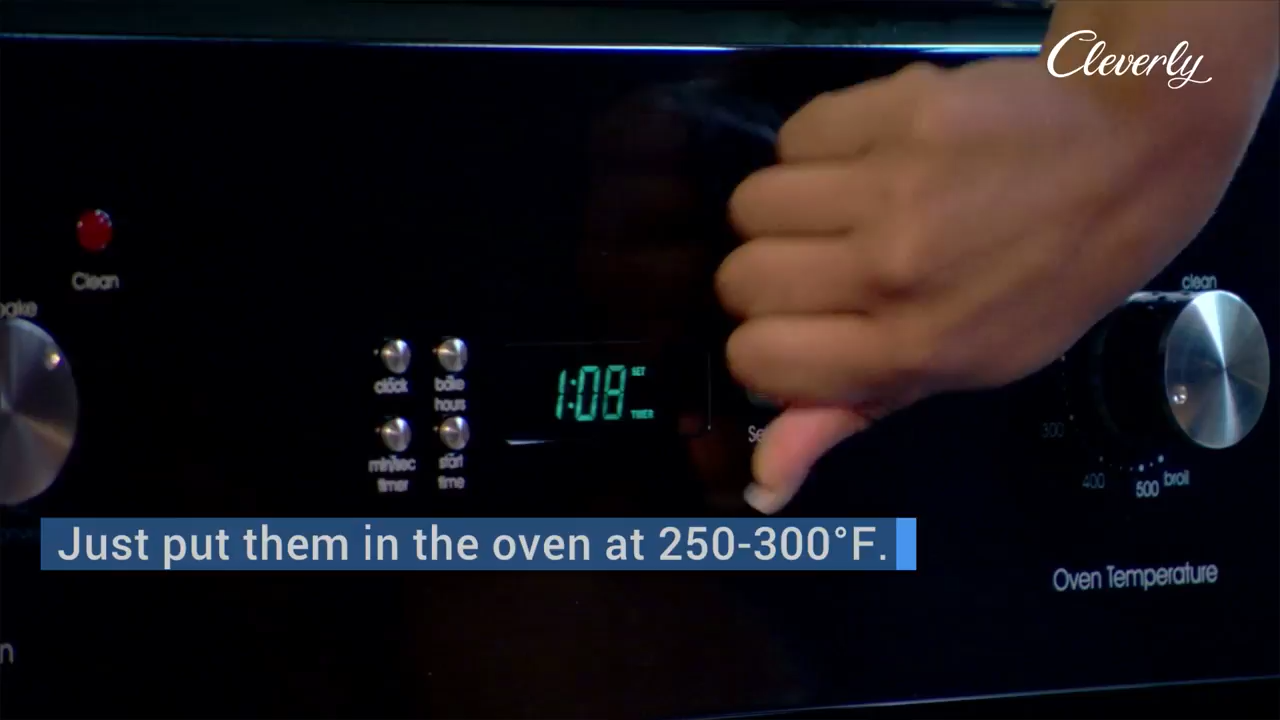 Cleverly
Clean
clean
clock
bake
hours
1:08
SET
TIMER
min/sec
timer
start
time
300
400
500
broil
Just put them in the oven at 250-300°F.
Oven Temperature